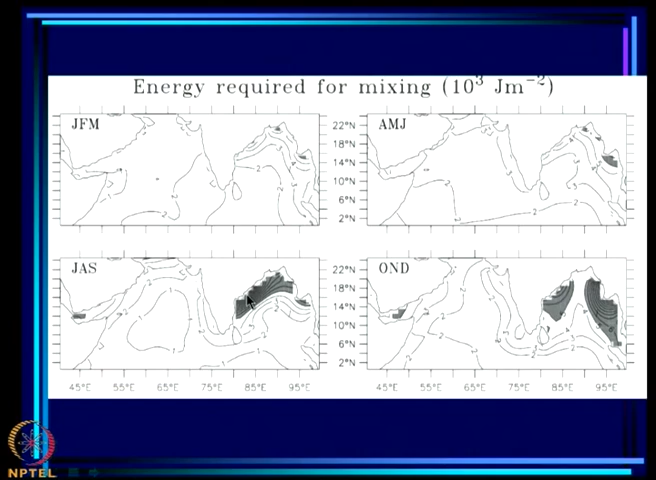 Energy required for mixing (10³ Jm⁻²)
JFM
22°N
18°N
14°N
10°N
6°N
2°N
AMJ
JAS
22°N
18°N
14°N
10°N
6°N
2°N
OND
45°E 55°E 65°E 75°E 85°E 95°E
45°E 55°E 65°E 75°E 85°E 95°E
NPTEL